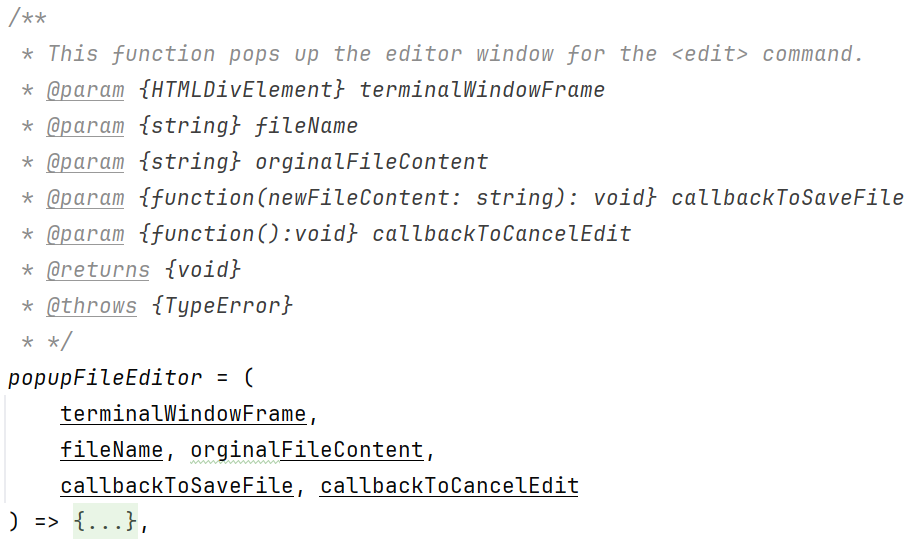 /**
 * This function pops up the editor window for the <edit> command.
 * @param {HTMLDivElement} terminalWindowFrame
 * @param {string} fileName
 * @param {string} orginalFileContent
 * @param {function(newFileContent: string): void} callbackToSaveFile
 * @param {function():void} callbackToCancelEdit
 * @returns {void}
 * @throws {TypeError}
 * */
popupFileEditor = (
    terminalWindowFrame,
    fileName, orginalFileContent,
    callbackToSaveFile, callbackToCancelEdit
) => {...},